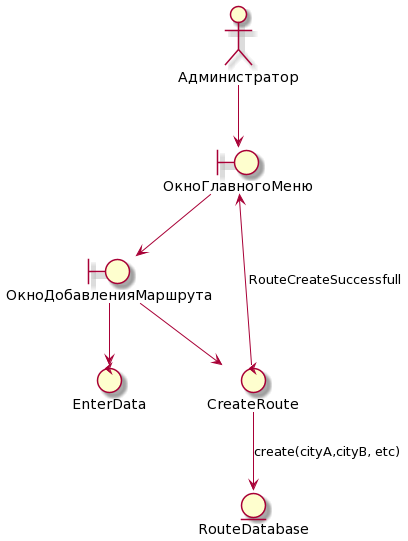 Администратор
ОкноГлавногоМеню
RouteCreateSuccessfull
ОкноДобавленияМаршрута
EnterData
CreateRoute
create(cityA,cityB, etc)
RouteDatabase